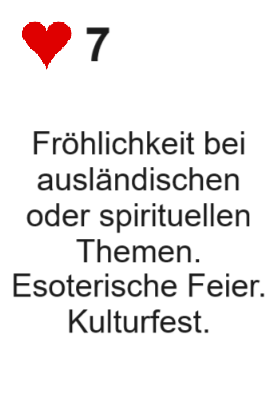 7
Fröhlichkeit bei
ausländischen
oder spirituellen
Themen.
Esoterische Feier.
Kulturfest.